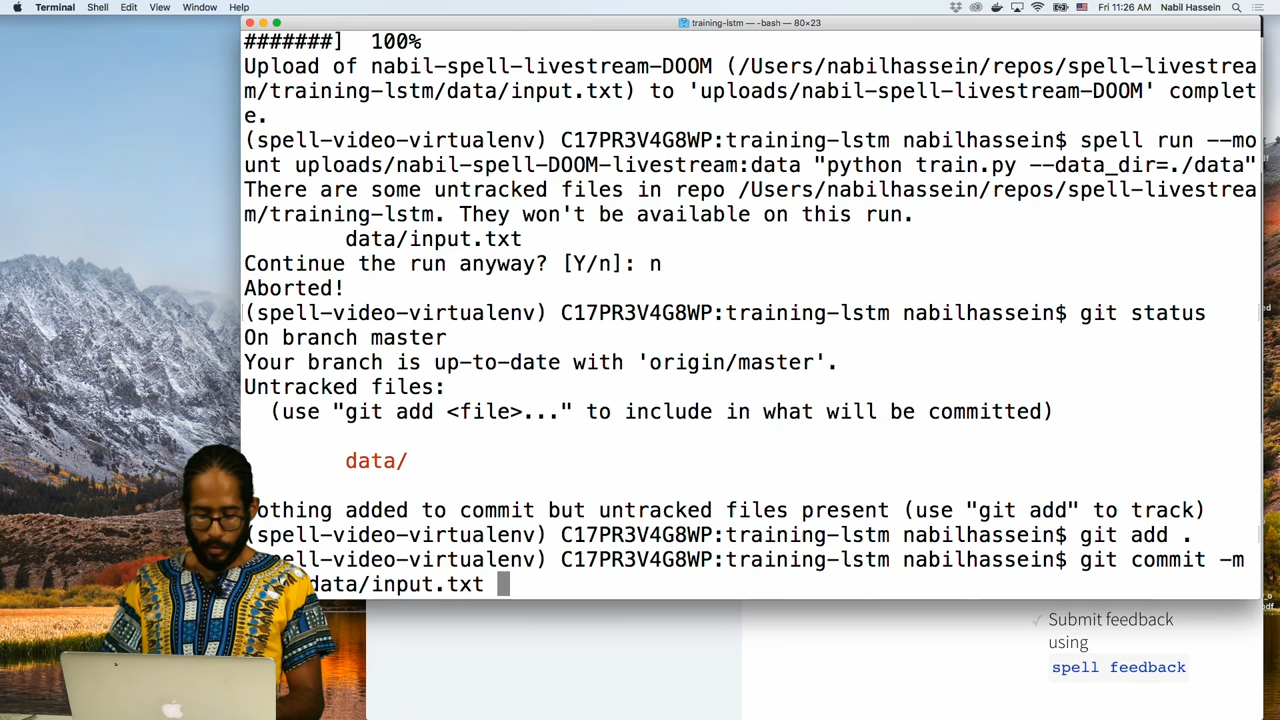 Terminal Shell Edit View Window Help Fri 11:26 AM Nabil Hassein
training-lstm — -bash — 80×23
#######] 100%
Upload of nabil-spell-livestream-DOOM (/Users/nabilhassein/repos/spell-livestrea
m/training-lstm/data/input.txt) to 'uploads/nabil-spell-livestream-DOOM' complet
e.
(spell-video-virtualenv) C17PR3V4G8WP:training-lstm nabilhassein$ spell run --mo
unt uploads/nabil-spell-DOOM-livestream:data "python train.py --data_dir=./data"
There are some untracked files in repo /Users/nabilhassein/repos/spell-livestrea
m/training-lstm. They won't be available on this run.
data/input.txt
Continue the run anyway? [Y/n]: n
Aborted!
(spell-video-virtualenv) C17PR3V4G8WP:training-lstm nabilhassein$ git status
On branch master
Your branch is up-to-date with 'origin/master'.
Untracked files:
(use "git add <file>..." to include in what will be committed)
data/
othing added to commit but untracked files present (use "git add" to track)
(spell-video-virtualenv) C17PR3V4G8WP:training-lstm nabilhassein$ git add .
pell-video-virtualenv) C17PR3V4G8WP:training-lstm nabilhassein$ git commit -m
data/input.txt
Submit feedback
using
spell feedback